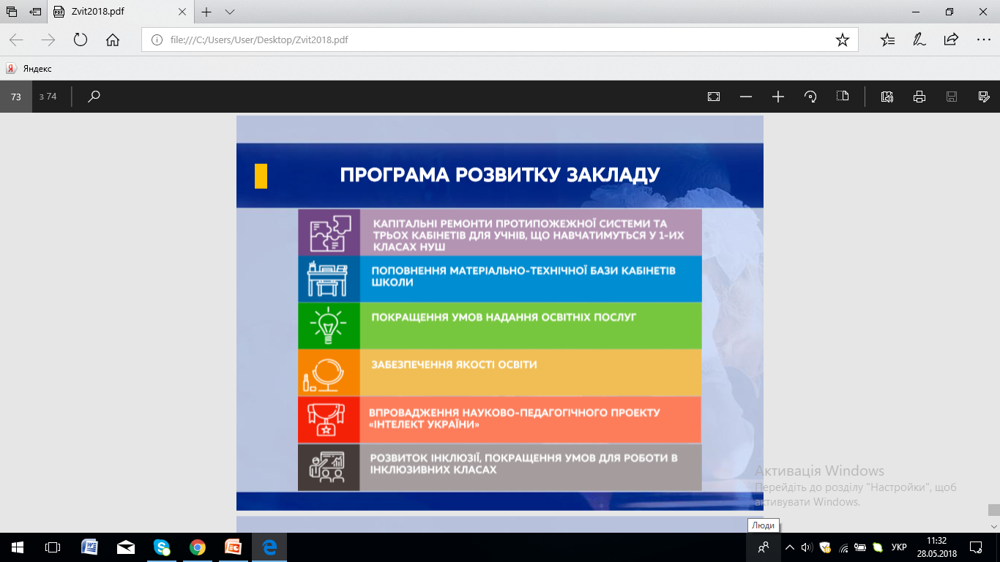 Zvit2018.pdf
file:///C:/Users/User/Desktop/Zvit2018.pdf
Яндекс
73 з 74
ПРОГРАМА РОЗВИТКУ ЗАКЛАДУ
КАПІТАЛЬНІ РЕМОНТИ ПРОТИПОЖЕЖНОЇ СИСТЕМИ ТА
ТРЬОХ КАБІНЕТІВ ДЛЯ УЧНІВ, ЩО НАВЧАТИМУТЬСЯ У 1-ИХ
КЛАСАХ НУШ
ПОПОВНЕННЯ МАТЕРІАЛЬНО-ТЕХНІЧНОЇ БАЗИ КАБІНЕТІВ
ШКОЛИ
ПОКРАЩЕННЯ УМОВ НАДАННЯ ОСВІТНІХ ПОСЛУГ
ЗАБЕЗПЕЧЕННЯ ЯКОСТІ ОСВІТИ
ВПРОВАДЖЕННЯ НАУКОВО-ПЕДАГОГІЧНОГО ПРОЕКТУ
«ІНТЕЛЕКТ УКРАЇНИ»
РОЗВИТОК ІНКЛЮЗІЇ, ПОКРАЩЕННЯ УМОВ ДЛЯ РОБОТИ В
ІНКЛЮЗИВНИХ КЛАСАХ
Активація Windows
Перейдіть до розділу "Настройки", щоб
активувати Windows.
Люди
УКР
11:32
28.05.2018